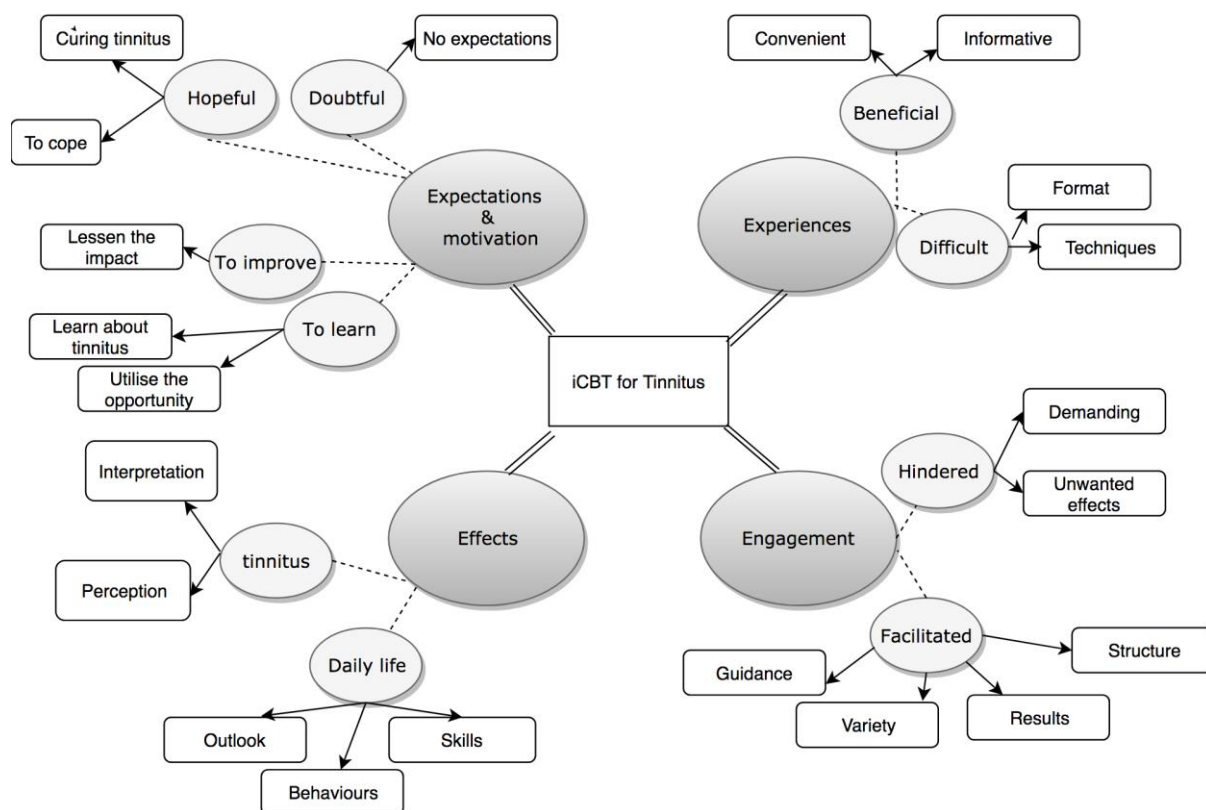 Curing tinnitus
No expectations
Hopeful
Doubtful
To cope
Expectations
&
motivation
Lessen the
impact
To improve
Learn about
tinnitus
To learn
Utilise the
opportunity
Convenient
Informative
Beneficial
Experiences
Format
Difficult
Techniques
iCBT for Tinnitus
Interpretation
Effects
tinnitus
Perception
Daily life
Outlook
Skills
Behaviours
Demanding
Hindered
Unwanted
effects
Engagement
Facilitated
Guidance
Structure
Variety
Results